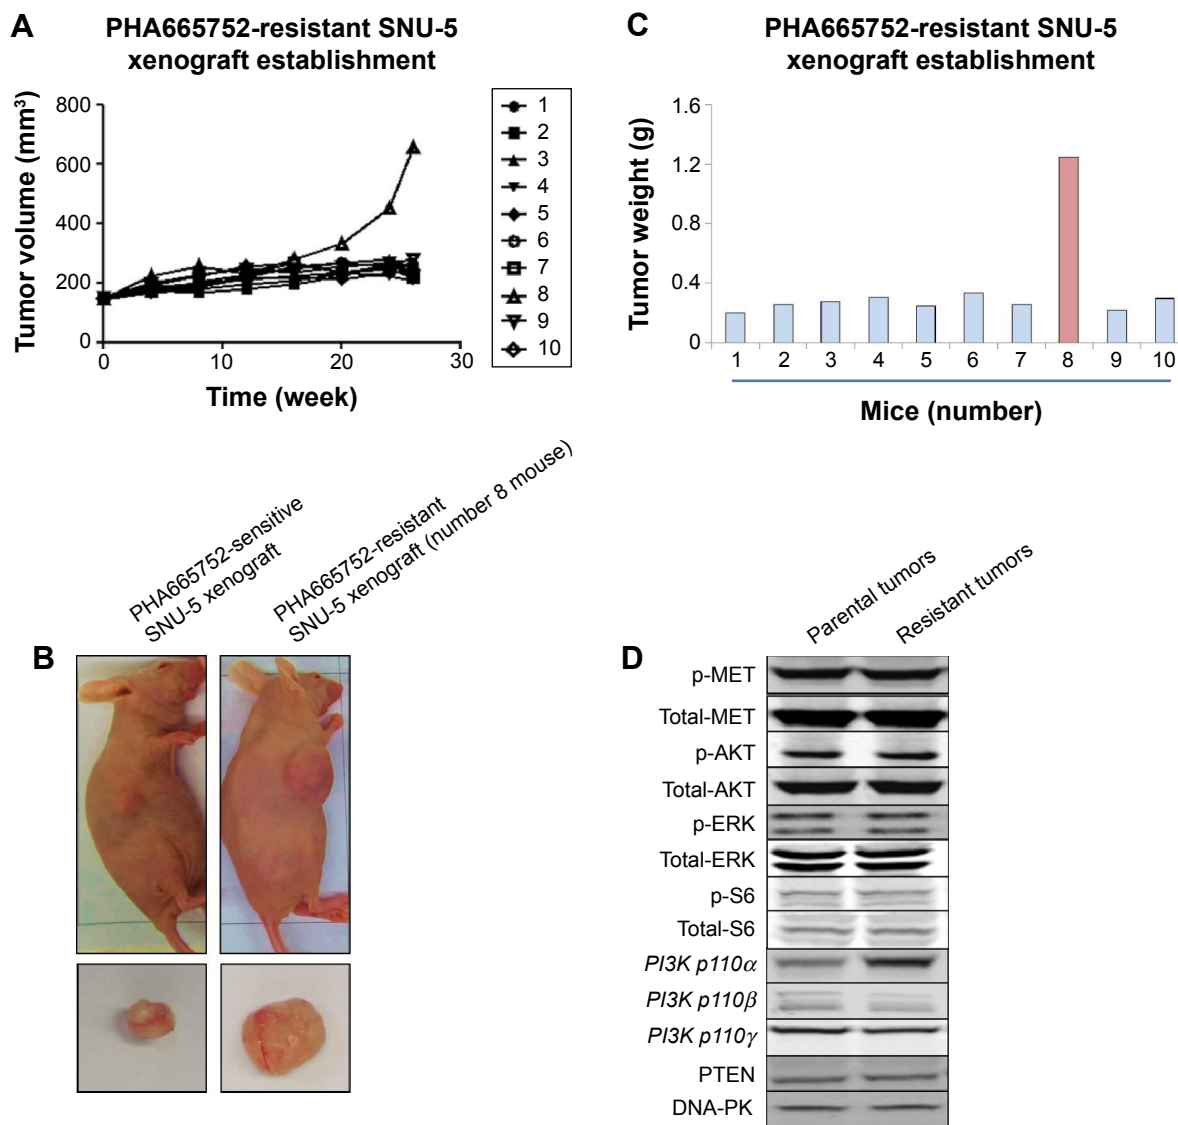 A
PHA665752-resistant SNU-5
xenograft establishment
Tumor volume (mm³)
800
600
400
200
0
0
10
20
30
Time (week)
1
2
3
4
5
6
7
8
9
10
C
PHA665752-resistant SNU-5
xenograft establishment
Tumor weight (g)
1.6
1.2
0.8
0.4
0
1
2
3
4
5
6
7
8
9
10
Mice (number)
B
PHA665752-sensitive
SNU-5 xenograft
PHA665752-resistant
SNU-5 xenograft (number 8 mouse)
D
Parental tumors
Resistant tumors
p-MET
Total-MET
p-AKT
Total-AKT
p-ERK
Total-ERK
p-S6
Total-S6
PI3K p110α
PI3K p110β
PI3K p110γ
PTEN
DNA-PK